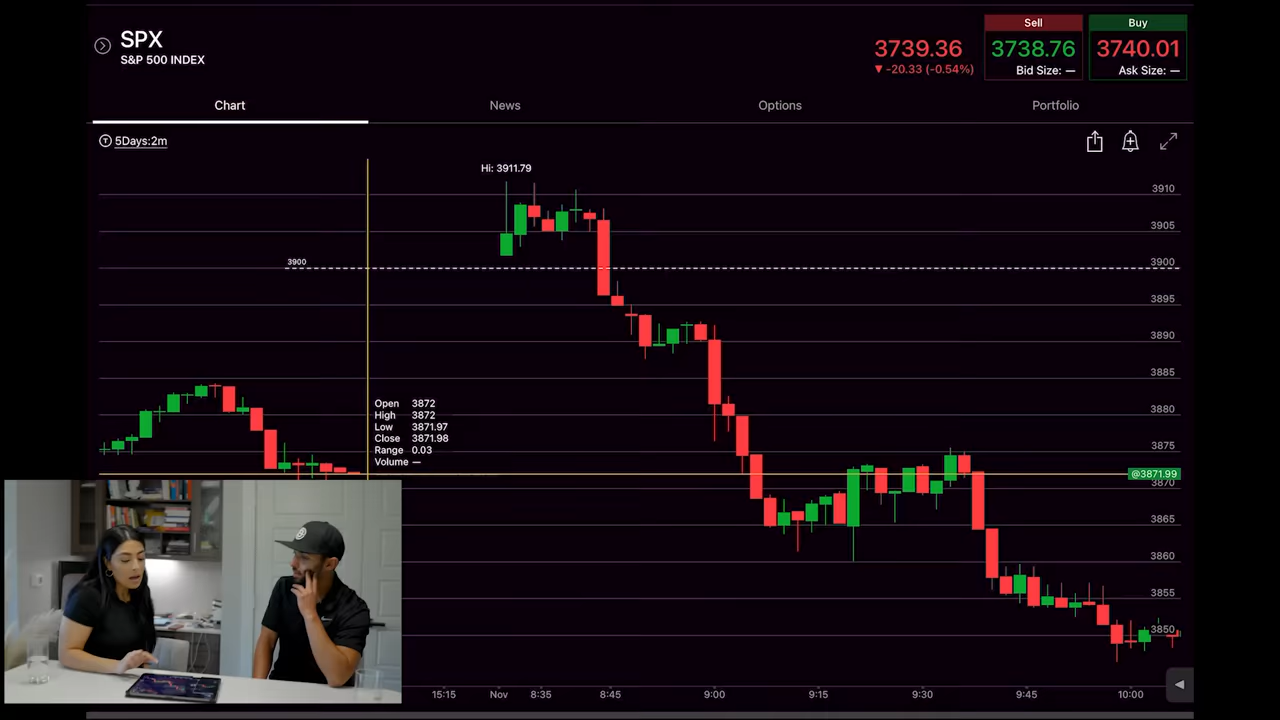 SPX
S&P 500 INDEX
3739.36
▼ -20.33 (-0.54%)
Sell
3738.76
Bid Size: —
Buy
3740.01
Ask Size: —
Chart
News
Options
Portfolio
T 5Days:2m
Hi: 3911.79
3910
3905
3900
3900
3895
3890
3885
3880
3875
@3871.99
3870
3865
3860
3855
3850
Open 3872
High 3872
Low 3871.97
Close 3871.98
Range 0.03
Volume —
15:15 Nov 8:35 8:45 9:00 9:15 9:30 9:45 10:00